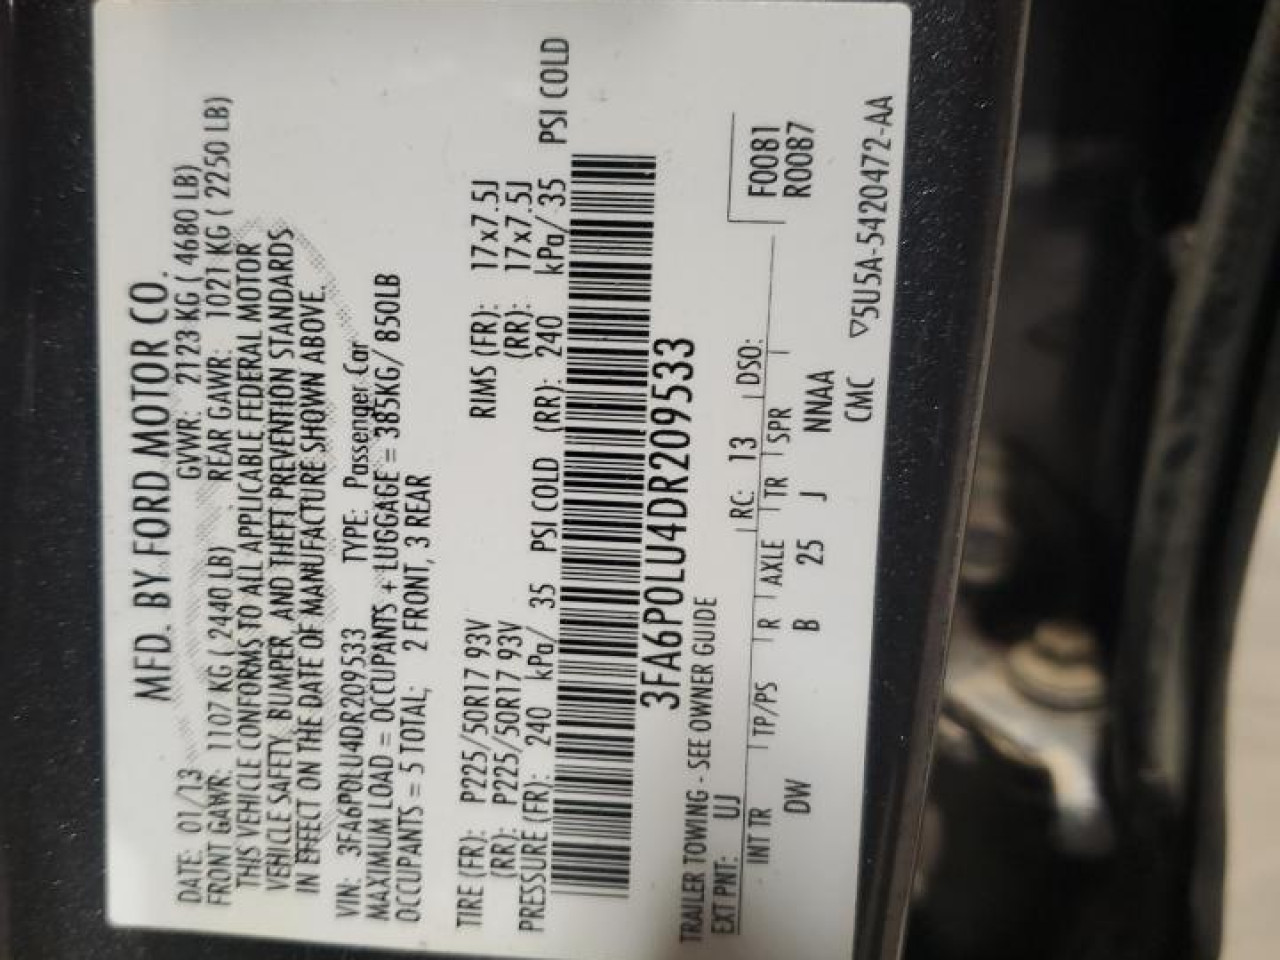 MFD. BY FORD MOTOR CO.
DATE: 01/13 GVWR: 2123 KG ( 4680 LB)
FRONT GAWR: 1107 KG ( 2440 LB) REAR GAWR: 1021 KG ( 2250 LB)
THIS VEHICLE CONFORMS TO ALL APPLICABLE FEDERAL MOTOR
VEHICLE SAFETY, BUMPER, AND THEFT PREVENTION STANDARDS
IN EFFECT ON THE DATE OF MANUFACTURE SHOWN ABOVE.
VIN: 3FA6P0LU4DR209533 TYPE: Passenger Car
MAXIMUM LOAD = OCCUPANTS + LUGGAGE = 385KG/ 850LB
OCCUPANTS = 5 TOTAL; 2 FRONT, 3 REAR
TIRE (FR): P225/50R17 93V RIMS (FR): 17x7.5J
(RR): P225/50R17 93V (RR): 17x7.5J
PRESSURE (FR): 240 kPa/ 35 PSI COLD (RR): 240 kPa/ 35 PSI COLD
3FA6P0LU4DR209533
TRAILER TOWING - SEE OWNER GUIDE
EXT PNT: UJ RC: 13 DSO:
F0081
R0087
INT TR TP/PS R AXLE TR SPR
DW B 25 J NNAA
CMC ▽5U5A-5420472-AA